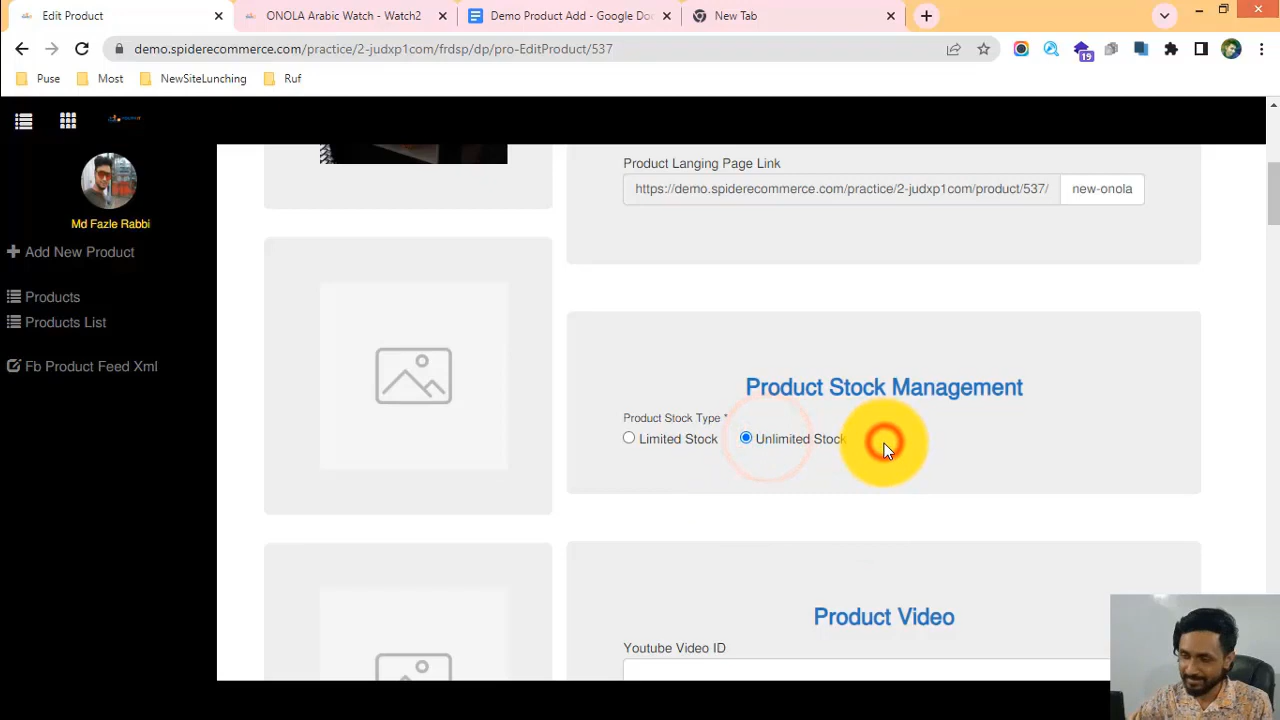 Edit Product
ONOLA Arabic Watch - Watch2
Demo Product Add - Google Doc
New Tab
demo.spiderecommerce.com/practice/2-judxp1com/frdsp/dp/pro-EditProduct/537
19
Puse
Most
NewSiteLunching
Ruf
Md Fazle Rabbi
Add New Product
Products
Products List
Fb Product Feed Xml
Product Langing Page Link
https://demo.spiderecommerce.com/practice/2-judxp1com/product/537/
new-onola
Product Stock Management
Product Stock Type *
Limited Stock
Unlimited Stock
Product Video
Youtube Video ID